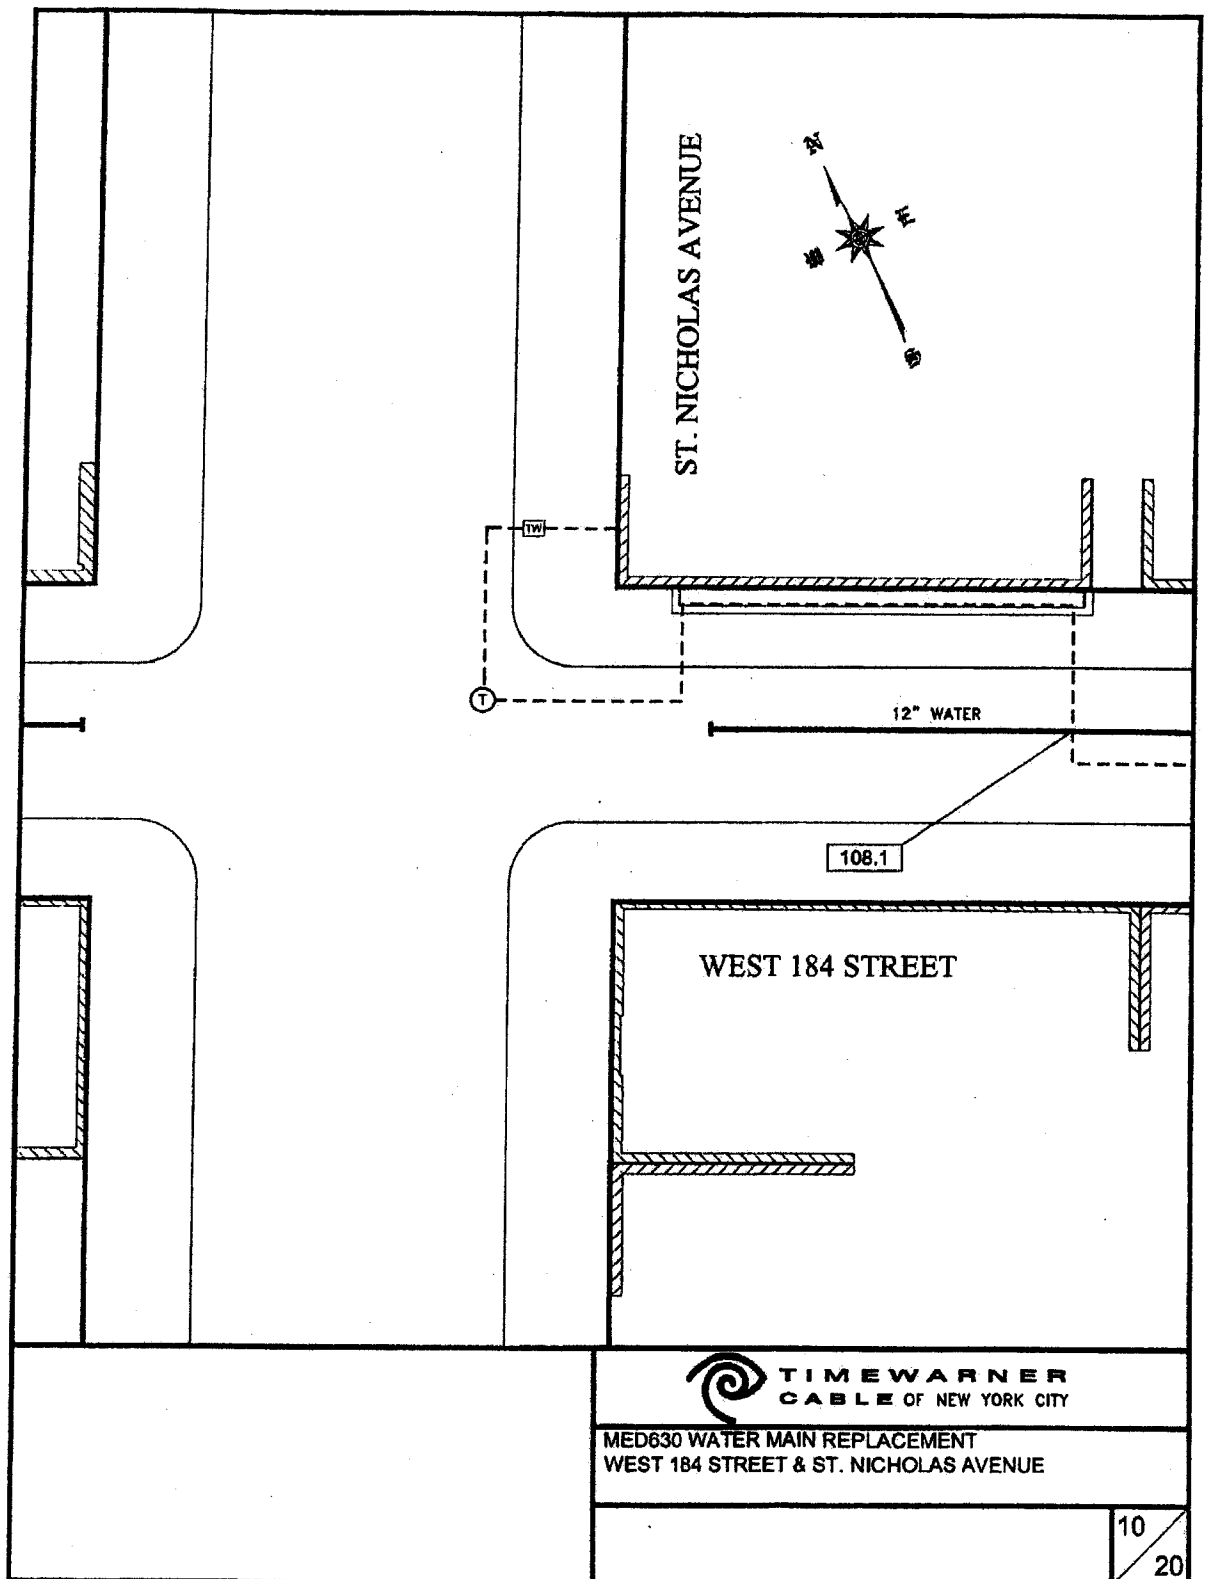 ST. NICHOLAS AVENUE
N
E
S
TW
T
12" WATER
108.1
WEST 184 STREET
TIMEWARNER
CABLE OF NEW YORK CITY
MED630 WATER MAIN REPLACEMENT
WEST 184 STREET & ST. NICHOLAS AVENUE
10
20